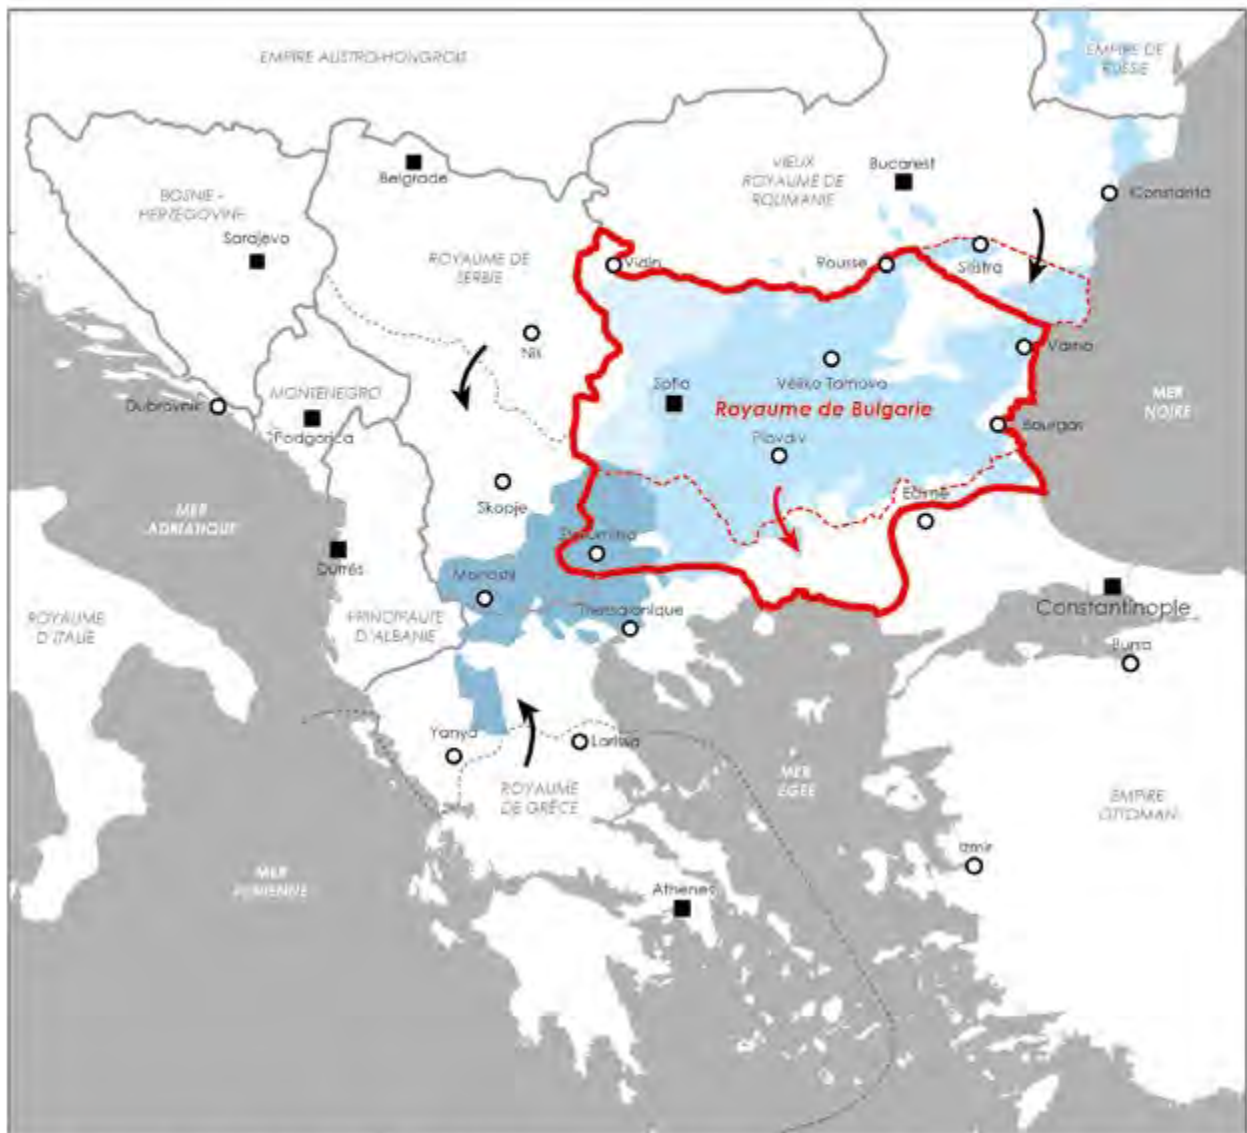 EMPIRE AUSTRO-HONGROIS
EMPIRE DE
RUSSIE
Belgrade
VIEUX
ROYAUME DE
ROUMANIE
Bucarest
BOSNIE -
HERZEGOVINE
Sarajevo
Constanta
ROYAUME DE
SERBIE
Vidin
Rousse
Silistra
Nis
Varna
Véliko Tarnovo
Sofia
Royaume de Bulgarie
MER
NOIRE
MONTENEGRO
Dubrovnik
Podgorica
Bourgas
Plovdiv
Skopje
Edirne
MER
ADRIATIQUE
Durrës
Monastir
Constantinople
ROYAUME
D'ITALIE
PRINCIPAUTE
D'ALBANIE
Thessalonique
Bursa
Yanya
Larissa
MER
EGEE
ROYAUME
DE GRÈCE
EMPIRE
OTTOMAN
Izmir
MER
IONIENNE
Athenes